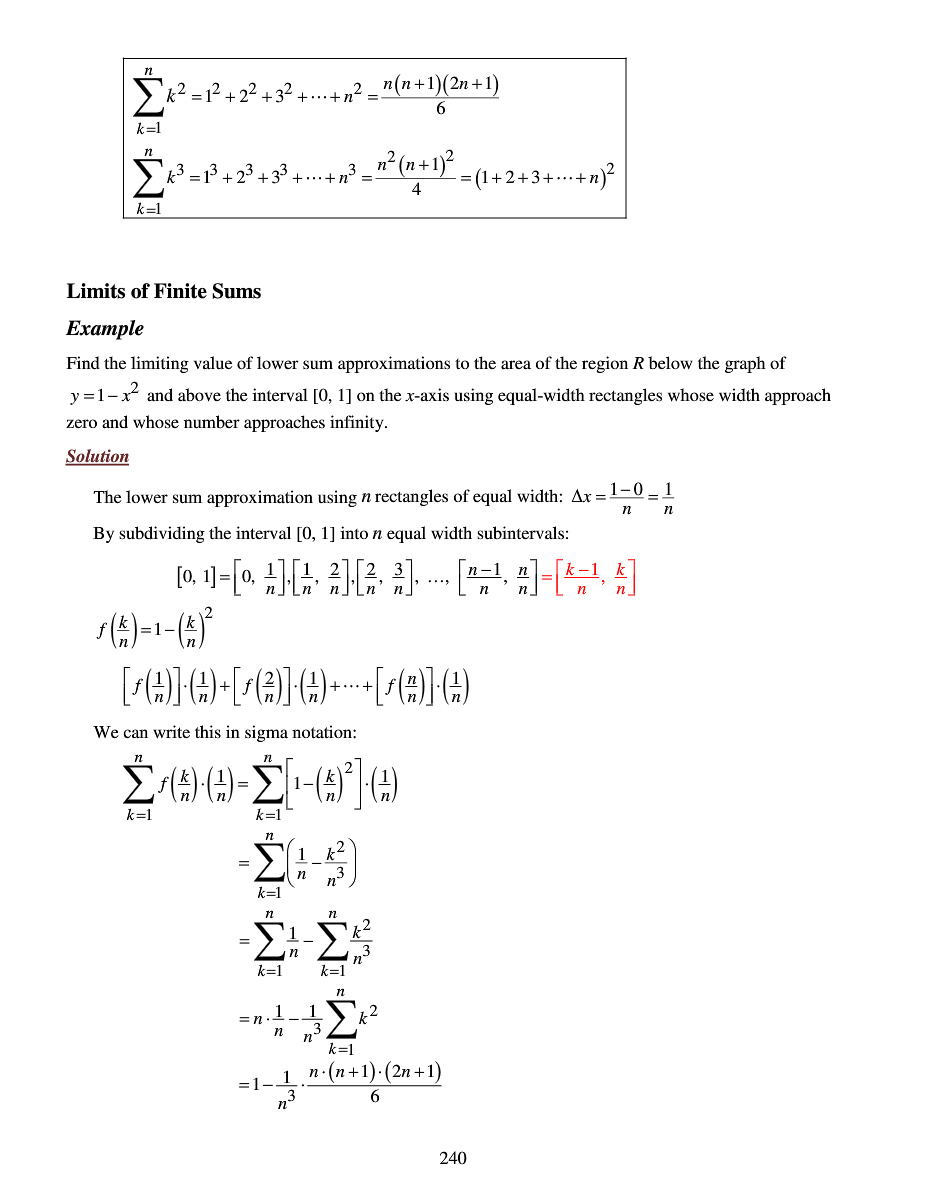 \sum_{k=1}^{n} k^2 = 1^2 + 2^2 + 3^2 + \cdots + n^2 = \frac{n(n+1)(2n+1)}{6}
\sum_{k=1}^{n} k^3 = 1^3 + 2^3 + 3^3 + \cdots + n^3 = \frac{n^2(n+1)^2}{4} = (1+2+3+\cdots+n)^2
Limits of Finite Sums
Example
Find the limiting value of lower sum approximations to the area of the region R below the graph of
y = 1 - x^2 and above the interval [0, 1] on the x-axis using equal-width rectangles whose width approach
zero and whose number approaches infinity.
Solution
The lower sum approximation using n rectangles of equal width: \Delta x = \frac{1-0}{n} = \frac{1}{n}
By subdividing the interval [0, 1] into n equal width subintervals:
[0, 1] = \left[0, \frac{1}{n}\right], \left[\frac{1}{n}, \frac{2}{n}\right], \left[\frac{2}{n}, \frac{3}{n}\right], \ldots, \left[\frac{n-1}{n}, \frac{n}{n}\right] = \left[\frac{k-1}{n}, \frac{k}{n}\right]
f\left(\frac{k}{n}\right) = 1 - \left(\frac{k}{n}\right)^2
\left[f\left(\frac{1}{n}\right)\right] \cdot \left(\frac{1}{n}\right) + \left[f\left(\frac{2}{n}\right)\right] \cdot \left(\frac{1}{n}\right) + \cdots + \left[f\left(\frac{n}{n}\right)\right] \cdot \left(\frac{1}{n}\right)
We can write this in sigma notation:
\sum_{k=1}^{n} f\left(\frac{k}{n}\right) \cdot \left(\frac{1}{n}\right) = \sum_{k=1}^{n} \left[1 - \left(\frac{k}{n}\right)^2\right] \cdot \left(\frac{1}{n}\right)
= \sum_{k=1}^{n} \left(\frac{1}{n} - \frac{k^2}{n^3}\right)
= \sum_{k=1}^{n} \frac{1}{n} - \sum_{k=1}^{n} \frac{k^2}{n^3}
= n \cdot \frac{1}{n} - \frac{1}{n^3} \sum_{k=1}^{n} k^2
= 1 - \frac{1}{n^3} \cdot \frac{n \cdot (n+1) \cdot (2n+1)}{6}
240